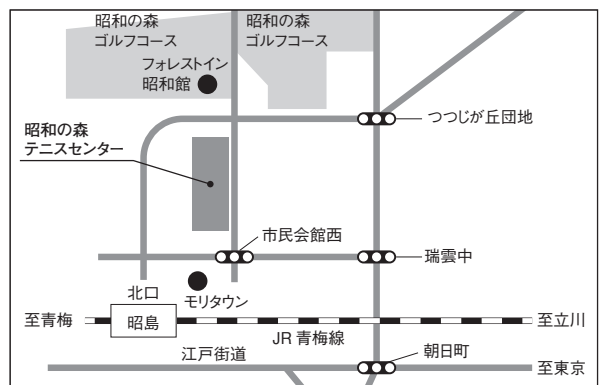 昭和の森
ゴルフコース
昭和の森
ゴルフコース
フォレストイン
昭和館
つつじが丘団地
昭和の森
テニスセンター
市民会館西
瑞雲中
北口
モリタウン
至青梅
昭島
JR 青梅線
至立川
江戸街道
朝日町
至東京